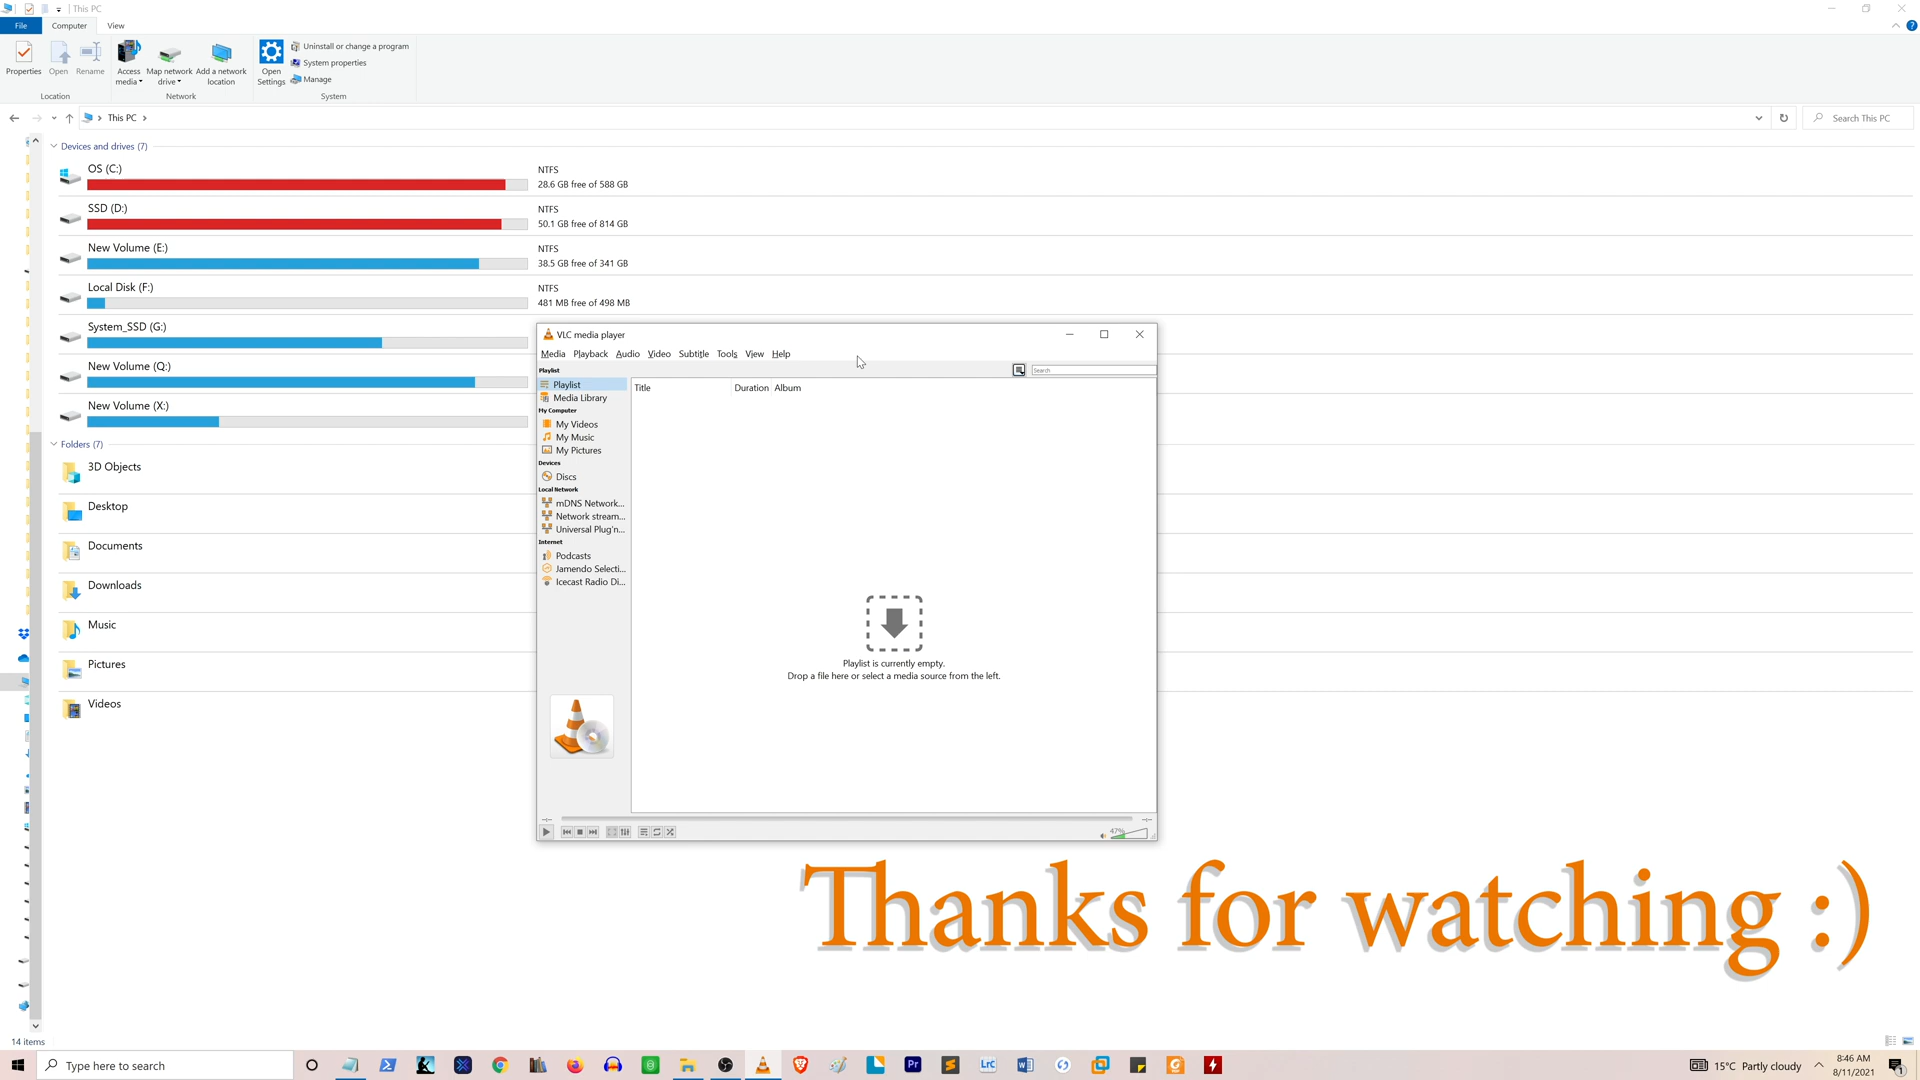 This PC
File
Computer
View
Properties
Open
Rename
Access media
Map network drive
Add a network location
Open Settings
Uninstall or change a program
System properties
Manage
Location
Network
System
This PC
Search This PC
Devices and drives (7)
OS (C:)
NTFS
28.6 GB free of 588 GB
SSD (D:)
NTFS
50.1 GB free of 814 GB
New Volume (E:)
NTFS
38.5 GB free of 341 GB
Local Disk (F:)
NTFS
481 MB free of 498 MB
System_SSD (G:)
New Volume (Q:)
New Volume (X:)
Folders (7)
3D Objects
Desktop
Documents
Downloads
Music
Pictures
Videos
VLC media player
Media Playback Audio Video Subtitle Tools View Help
Playlist
Search
Playlist
Media Library
My Computer
My Videos
My Music
My Pictures
Devices
Discs
Local Network
mDNS Network...
Network stream...
Universal Plug'n...
Internet
Podcasts
Jamendo Selecti...
Icecast Radio Di...
Title Duration Album
Playlist is currently empty.
Drop a file here or select a media source from the left.
47%
Thanks for watching :)
14 items
Type here to search
Pr
LrC
15°C Partly cloudy
8:46 AM
8/11/2021
1